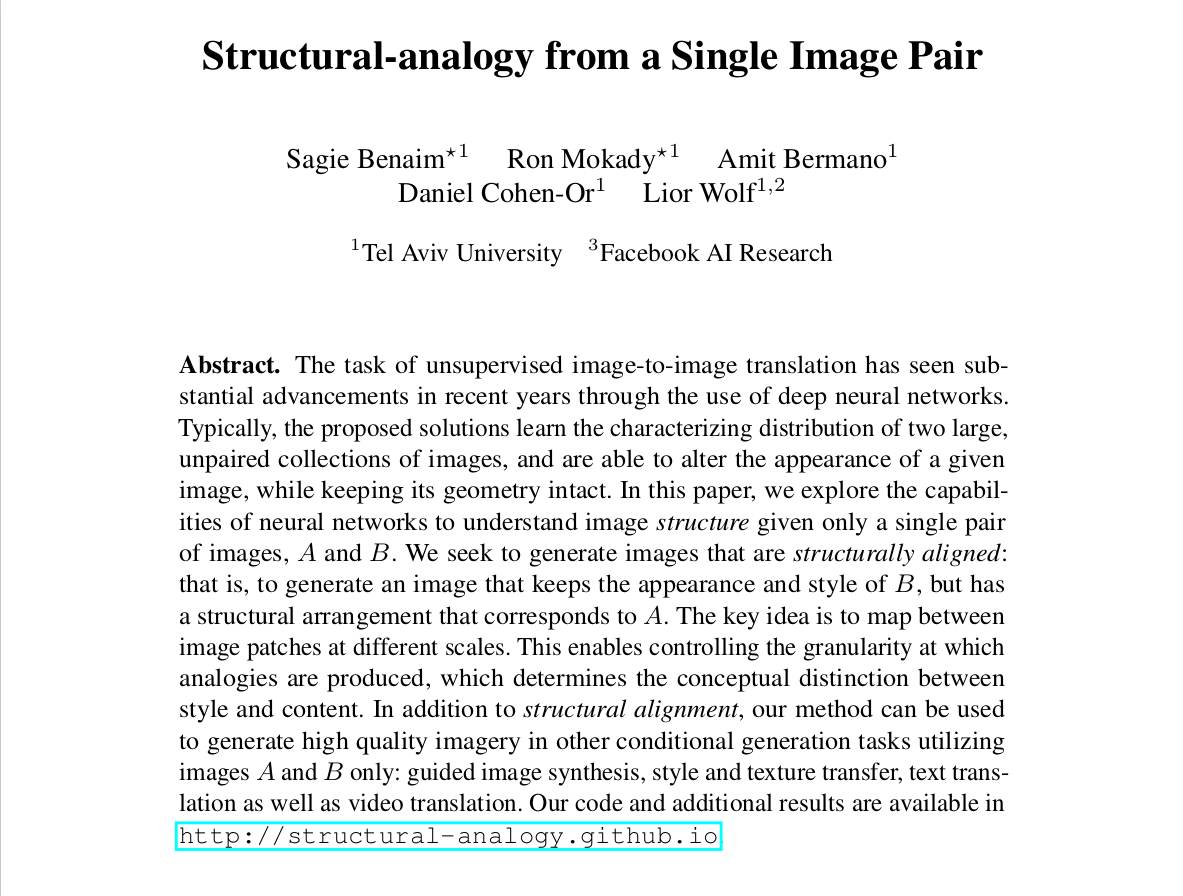 Structural-analogy from a Single Image Pair
Sagie Benaim⋆1 Ron Mokady⋆1 Amit Bermano1
Daniel Cohen-Or1 Lior Wolf1,2
1Tel Aviv University 3Facebook AI Research
Abstract. The task of unsupervised image-to-image translation has seen sub-
stantial advancements in recent years through the use of deep neural networks.
Typically, the proposed solutions learn the characterizing distribution of two large,
unpaired collections of images, and are able to alter the appearance of a given
image, while keeping its geometry intact. In this paper, we explore the capabil-
ities of neural networks to understand image structure given only a single pair
of images, A and B. We seek to generate images that are structurally aligned:
that is, to generate an image that keeps the appearance and style of B, but has
a structural arrangement that corresponds to A. The key idea is to map between
image patches at different scales. This enables controlling the granularity at which
analogies are produced, which determines the conceptual distinction between
style and content. In addition to structural alignment, our method can be used
to generate high quality imagery in other conditional generation tasks utilizing
images A and B only: guided image synthesis, style and texture transfer, text trans-
lation as well as video translation. Our code and additional results are available in
http://structural-analogy.github.io